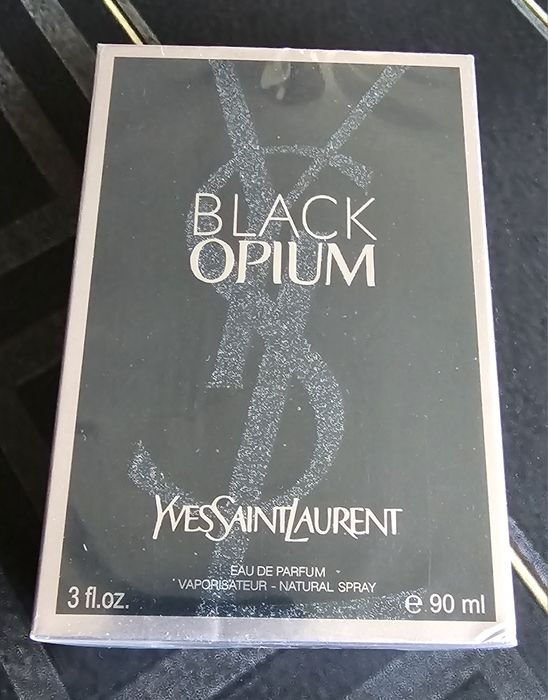 BLACK
OPIUM
YVESSAINTLAURENT
EAU DE PARFUM
VAPORISATEUR - NATURAL SPRAY
3 fl.oz.
℮ 90 ml